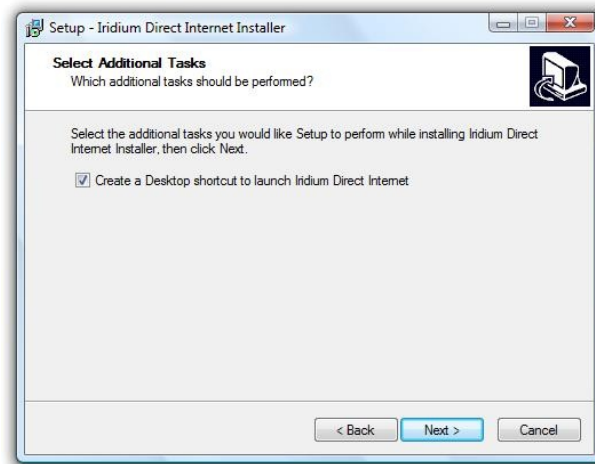 Setup - Iridium Direct Internet Installer
Select Additional Tasks
Which additional tasks should be performed?
Select the additional tasks you would like Setup to perform while installing Iridium Direct
Internet Installer, then click Next.
Create a Desktop shortcut to launch Iridium Direct Internet
< Back Next > Cancel